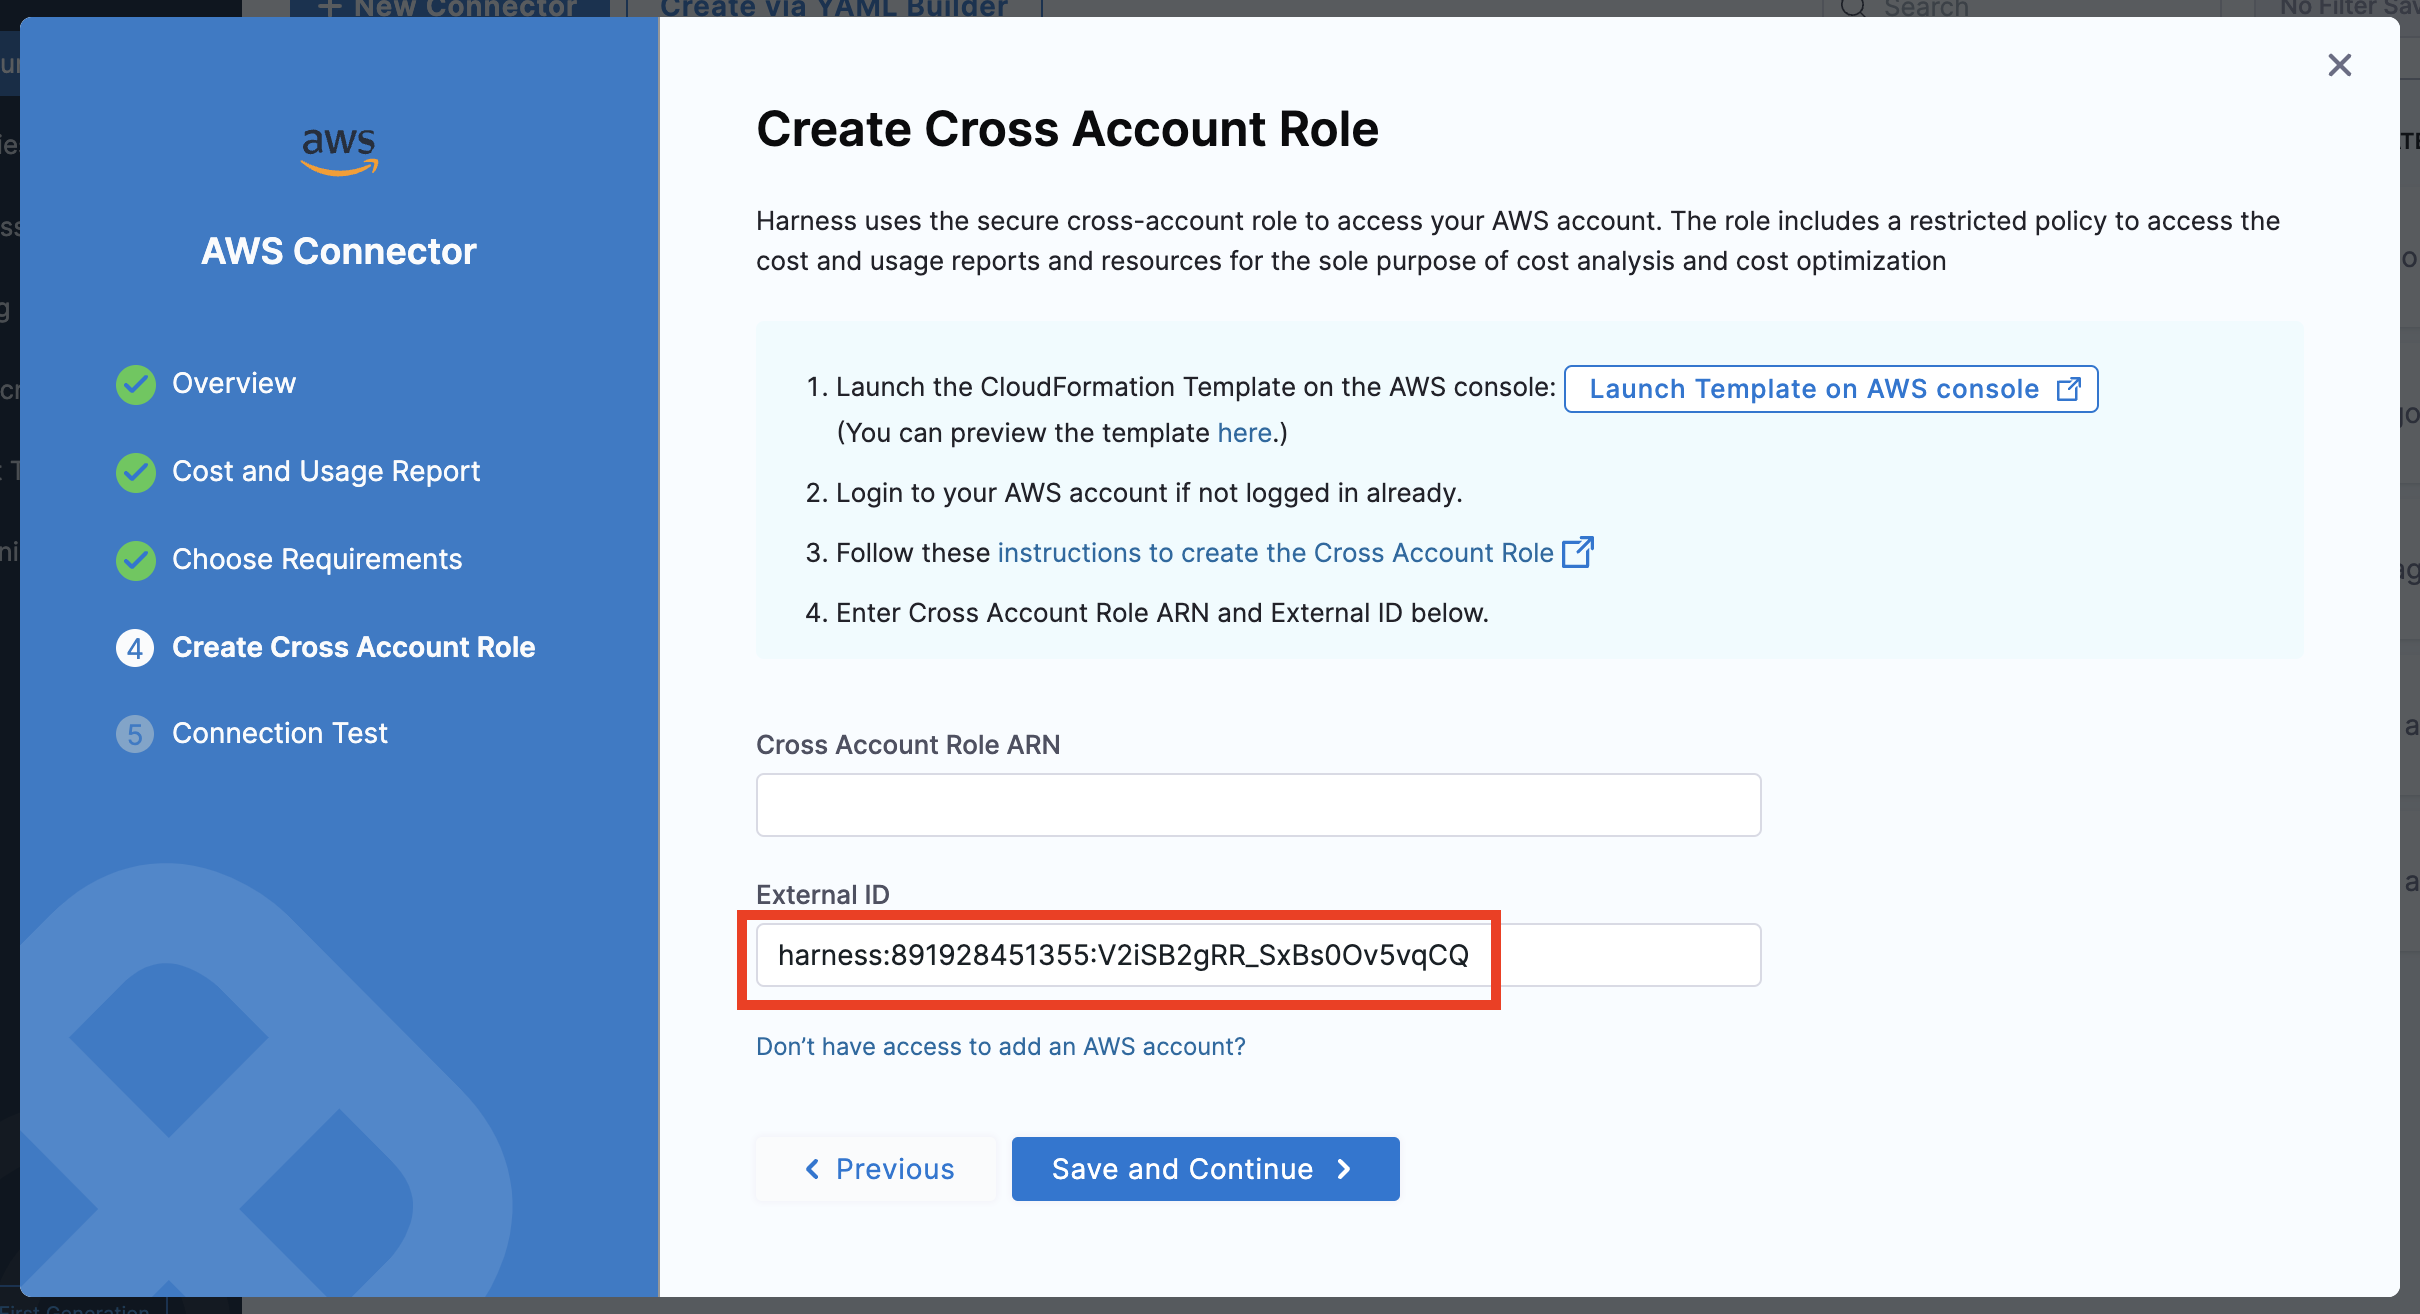 + New Connector
Create via YAML Builder
Search
No Filter Sav
aws
AWS Connector
Overview
Cost and Usage Report
Choose Requirements
4 Create Cross Account Role
5 Connection Test
Create Cross Account Role
Harness uses the secure cross-account role to access your AWS account. The role includes a restricted policy to access the
cost and usage reports and resources for the sole purpose of cost analysis and cost optimization
1. Launch the CloudFormation Template on the AWS console: Launch Template on AWS console
(You can preview the template here.)
2. Login to your AWS account if not logged in already.
3. Follow these instructions to create the Cross Account Role
4. Enter Cross Account Role ARN and External ID below.
Cross Account Role ARN
External ID
harness:891928451355:V2iSB2gRR_SxBs0Ov5vqCQ
Don’t have access to add an AWS account?
Previous
Save and Continue
First Generation